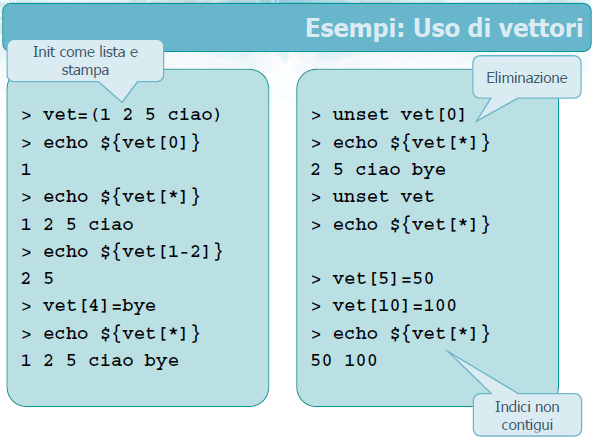 Esempi: Uso di vettori
Init come lista e
stampa
> vet=(1 2 5 ciao)
> echo ${vet[0]}
1
> echo ${vet[*]}
1 2 5 ciao
> echo ${vet[1-2]}
2 5
> vet[4]=bye
> echo ${vet[*]}
1 2 5 ciao bye
Eliminazione
> unset vet[0]
> echo ${vet[*]}
2 5 ciao bye
> unset vet
> echo ${vet[*]}
> vet[5]=50
> vet[10]=100
> echo ${vet[*]}
50 100
Indici non
contigui